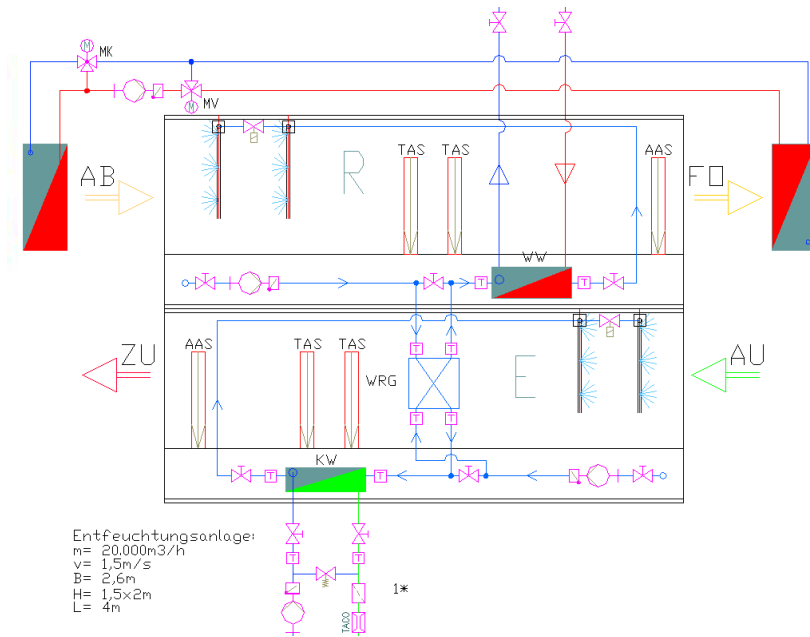 M
MK
M
MV
TAS
TAS
AAS
AB
R
FO
WW
T
T
T
T
ZU
AAS
TAS
TAS
WRG
E
AU
T
T
KW
T
T
T
T
Entfeuchtungsanlage:
m= 20.000m3/h
v= 1,5m/s
B= 2,6m
H= 1,5x2m
L= 4m
1*
TACO